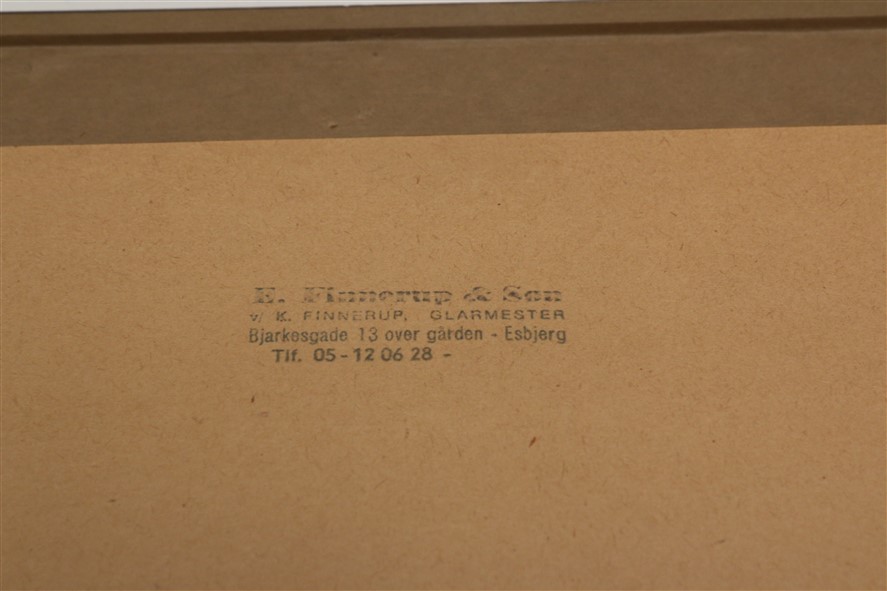 E. Finnerup & Søn
v/ K. FINNERUP, GLARMESTER
Bjarkesgade 13 over gården - Esbjerg
Tlf. 05-12 06 28 -